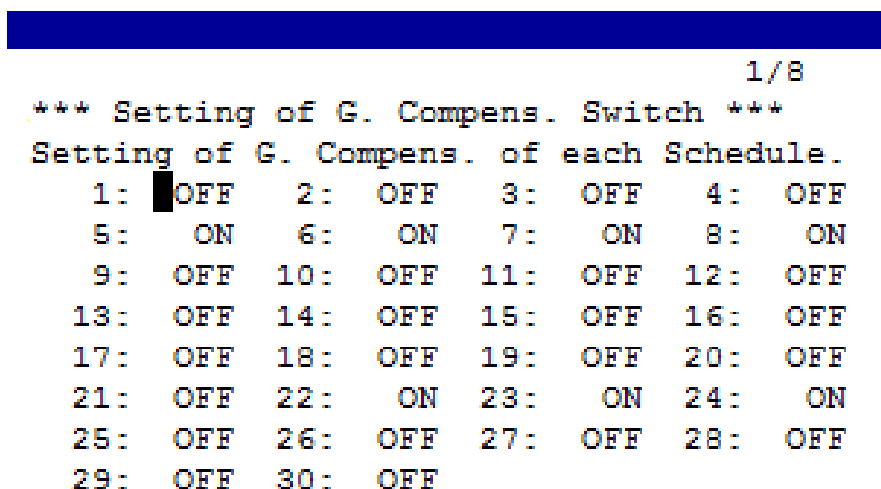 1/8
*** Setting of G. Compens. Switch ***
Setting of G. Compens. of each Schedule.
1: OFF 2: OFF 3: OFF 4: OFF
5: ON 6: ON 7: ON 8: ON
9: OFF 10: OFF 11: OFF 12: OFF
13: OFF 14: OFF 15: OFF 16: OFF
17: OFF 18: OFF 19: OFF 20: OFF
21: OFF 22: ON 23: ON 24: ON
25: OFF 26: OFF 27: OFF 28: OFF
29: OFF 30: OFF